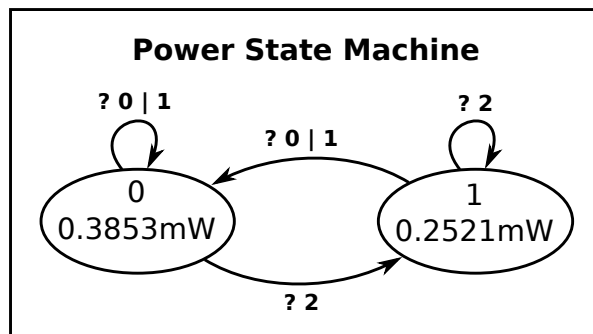 Power State Machine
? 0 | 1
? 2
? 0 | 1
0
0.3853mW
1
0.2521mW
? 2